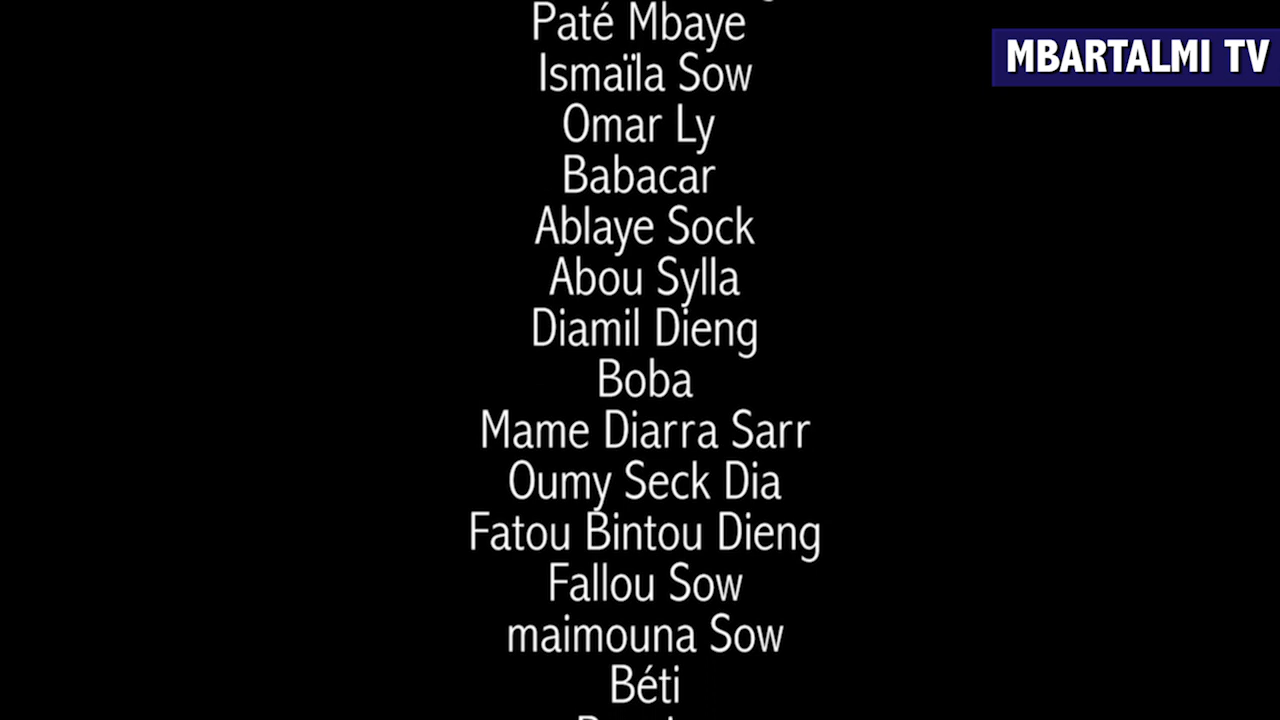 Paté Mbaye
MBARTALMI TV
Ismaïla Sow
Omar Ly
Babacar
Ablaye Sock
Abou Sylla
Diamil Dieng
Boba
Mame Diarra Sarr
Oumy Seck Dia
Fatou Bintou Dieng
Fallou Sow
maimouna Sow
Béti